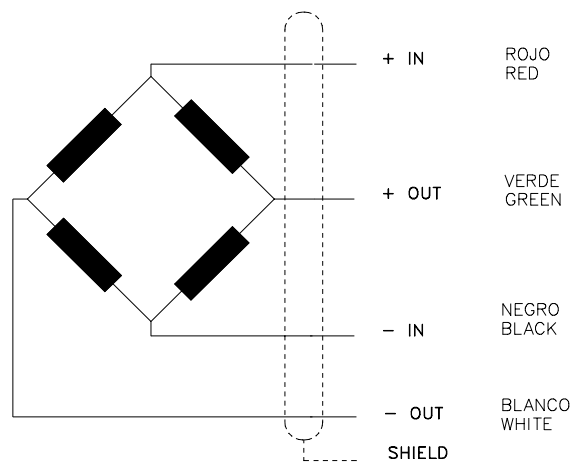 + IN ROJO
RED
+ OUT VERDE
GREEN
− IN NEGRO
BLACK
− OUT BLANCO
WHITE
SHIELD